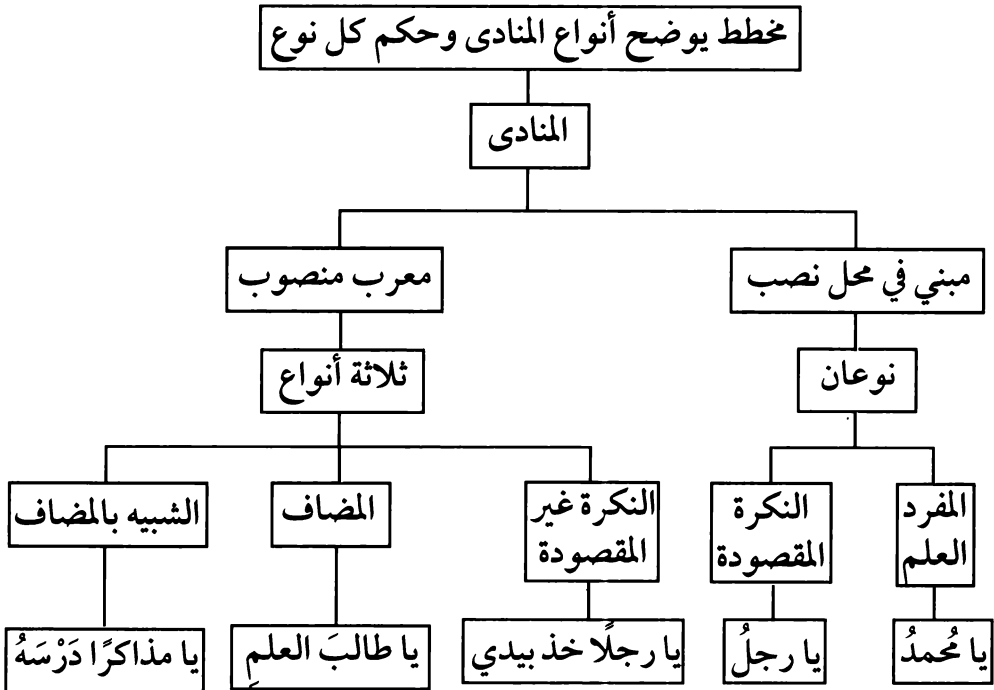 مخطط يوضح أنواع المنادى وحكم كل نوع
المنادى
مبني في محل نصب
معرب منصوب
نوعان
ثلاثة أنواع
المفرد
العلم
النكرة
المقصودة
النكرة غير
المقصودة
المضاف
الشبيه بالمضاف
يا مُحمدُ
يا رجلُ
يا رجلًا خذ بيدي
يا طالبَ العلمِ
يا مذاكرًا دَرْسَهُ